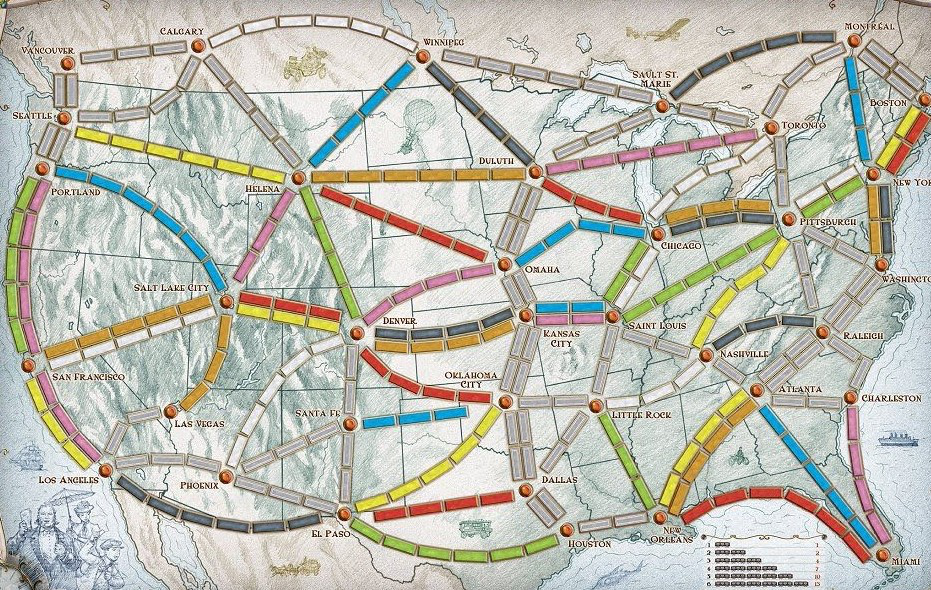 CALGARY
VANCOUVER
WINNIPEG
MONTRÉAL
SAULT ST.
MARIE
SEATTLE
BOSTON
TORONTO
DULUTH
HELENA
PORTLAND
NEW YOR
PITTSBURGH
CHICAGO
OMAHA
WASHINGTO
SALT LAKE CITY
DENVER
KANSAS
CITY
SAINT LOUIS
RALEIGH
NASHVILLE
SAN FRANCISCO
OKLAHOMA
CITY
ATLANTA
CHARLESTON
LAS VEGAS
SANTA FE
LITTLE ROCK
LOS ANGELES
PHOENIX
DALLAS
EL PASO
HOUSTON
NEW
ORLEANS
MIAMI
1 1
2 2
3 4
4 7
5 10
6 15